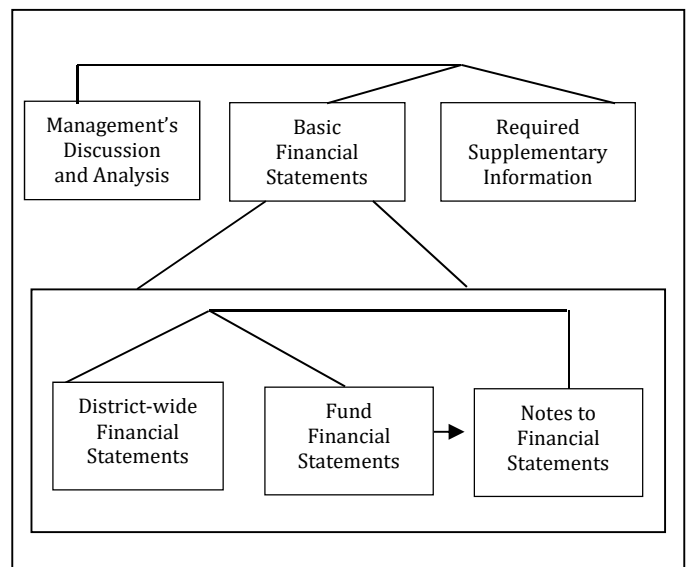 Management’s
Discussion
and Analysis
Basic
Financial
Statements
Required
Supplementary
Information
District-wide
Financial
Statements
Fund
Financial
Statements
Notes to
Financial
Statements